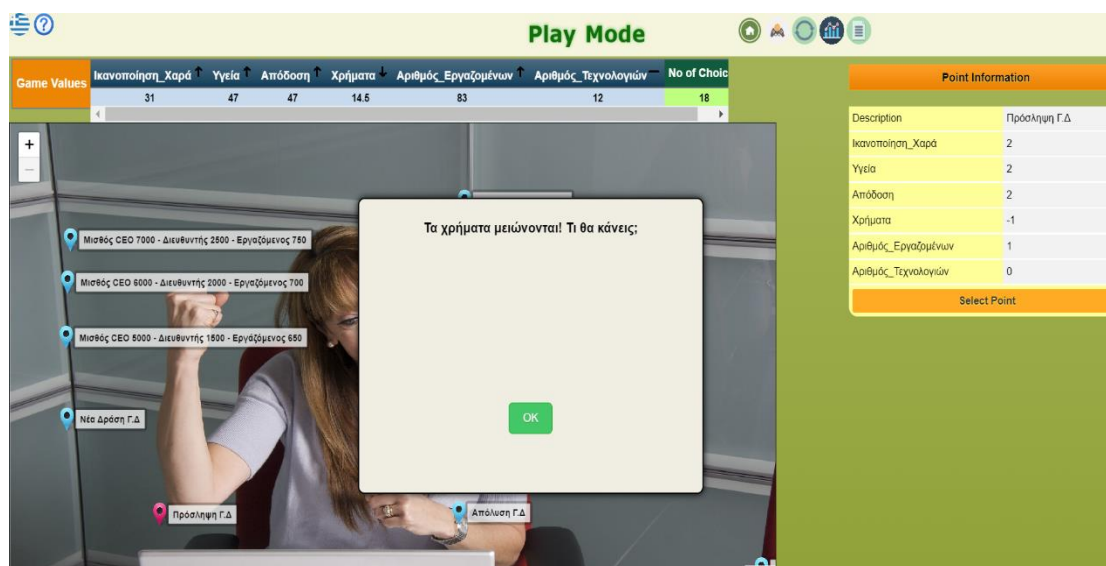 Play Mode
Game Values
Ικανοποίηση_Χαρά Υγεία Απόδοση Χρήματα Αριθμός_Εργαζομένων Αριθμός_Τεχνολογιών No of Choic
31 47 47 14.5 83 12 18
+
−
Μισθός CEO 7000 - Διευθυντής 2500 - Εργαζόμενος 750
Μισθός CEO 6000 - Διευθυντής 2000 - Εργαζόμενος 700
Μισθός CEO 5000 - Διευθυντής 1500 - Εργάζόμενος 650
Νέα Δράση Γ.Δ
Πρόσληψη Γ.Δ
Απόλυση Γ.Δ
Τα χρήματα μειώνονται! Τι θα κάνεις;
OK
Point Information
Description Πρόσληψη Γ.Δ
Ικανοποίηση_Χαρά 2
Υγεία 2
Απόδοση 2
Χρήματα -1
Αριθμός_Εργαζομένων 1
Αριθμός_Τεχνολογιών 0
Select Point